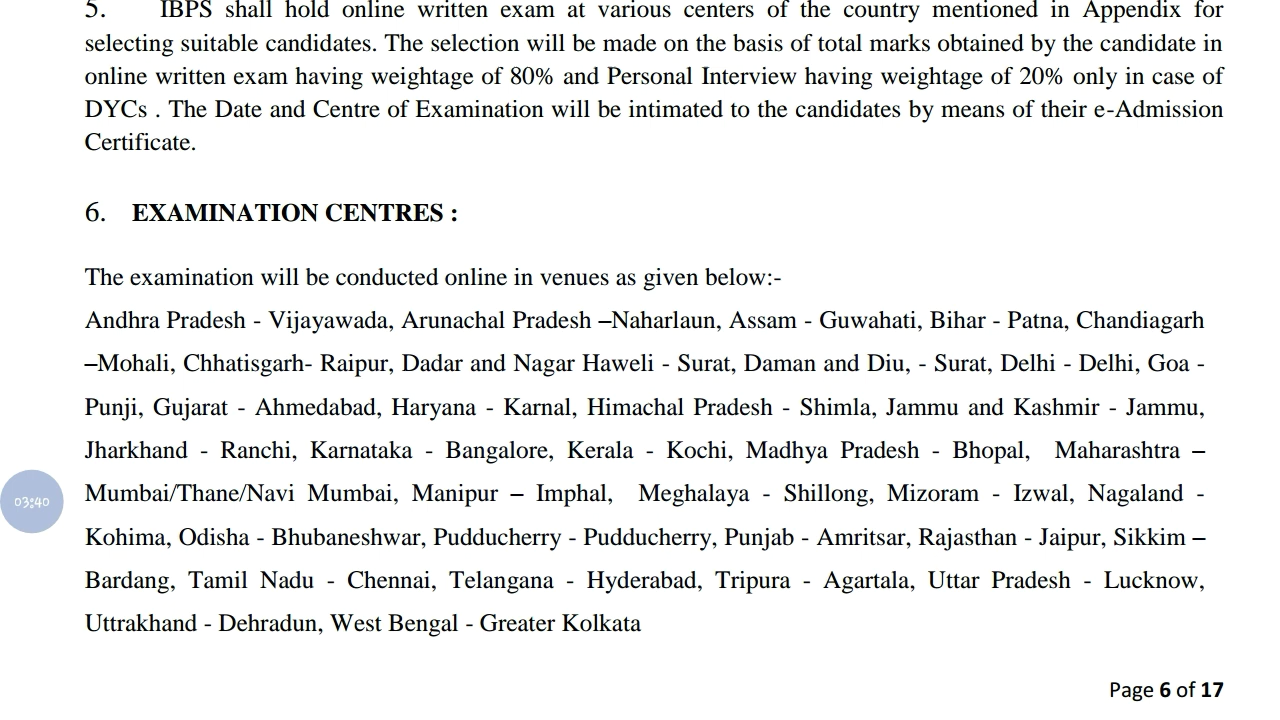 5. IBPS shall hold online written exam at various centers of the country mentioned in Appendix for
selecting suitable candidates. The selection will be made on the basis of total marks obtained by the candidate in
online written exam having weightage of 80% and Personal Interview having weightage of 20% only in case of
DYCs . The Date and Centre of Examination will be intimated to the candidates by means of their e-Admission
Certificate.
6. EXAMINATION CENTRES :
The examination will be conducted online in venues as given below:-
Andhra Pradesh - Vijayawada, Arunachal Pradesh –Naharlaun, Assam - Guwahati, Bihar - Patna, Chandiagarh
–Mohali, Chhatisgarh- Raipur, Dadar and Nagar Haweli - Surat, Daman and Diu, - Surat, Delhi - Delhi, Goa -
Punji, Gujarat - Ahmedabad, Haryana - Karnal, Himachal Pradesh - Shimla, Jammu and Kashmir - Jammu,
Jharkhand - Ranchi, Karnataka - Bangalore, Kerala - Kochi, Madhya Pradesh - Bhopal, Maharashtra –
Mumbai/Thane/Navi Mumbai, Manipur – Imphal, Meghalaya - Shillong, Mizoram - Izwal, Nagaland -
03:40
Kohima, Odisha - Bhubaneshwar, Pudducherry - Pudducherry, Punjab - Amritsar, Rajasthan - Jaipur, Sikkim –
Bardang, Tamil Nadu - Chennai, Telangana - Hyderabad, Tripura - Agartala, Uttar Pradesh - Lucknow,
Uttrakhand - Dehradun, West Bengal - Greater Kolkata
Page 6 of 17